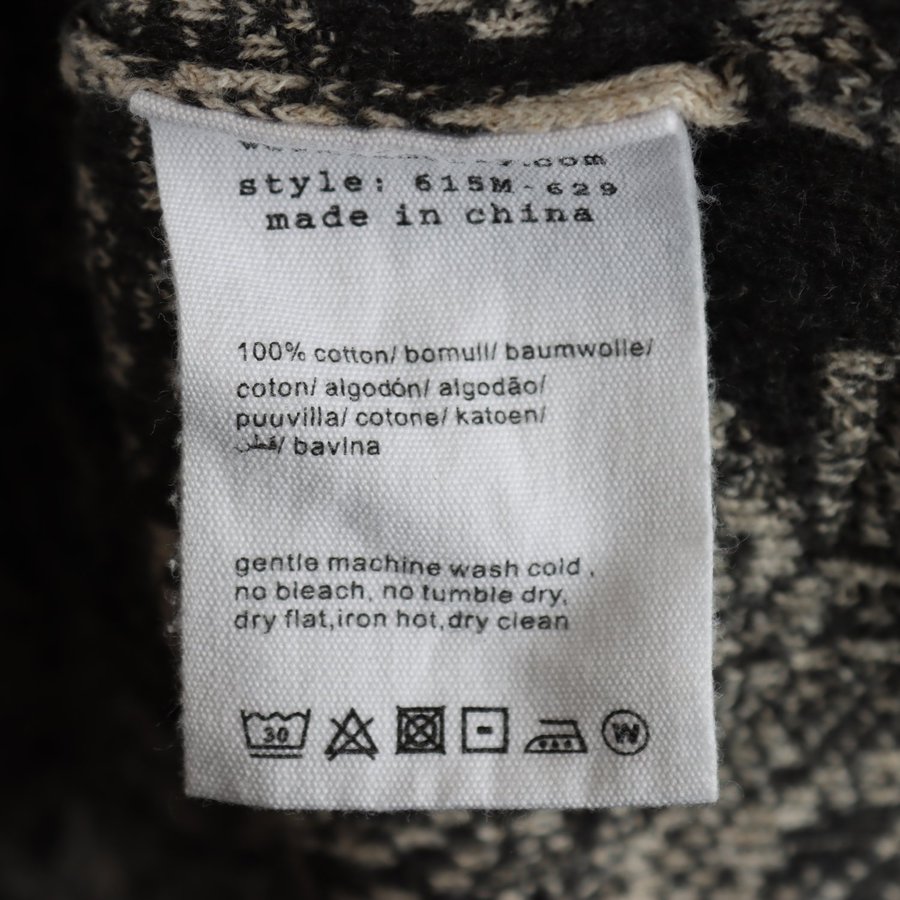 style: 615M-629
made in china
100% cotton/ bomull/ baumwolle/
coton/ algodón/ algodão/
puuvilla/ cotone/ katoen/
قطن/ bavlna
gentle machine wash cold ,
no bleach, no tumble dry,
dry flat,iron hot,dry clean
30
W